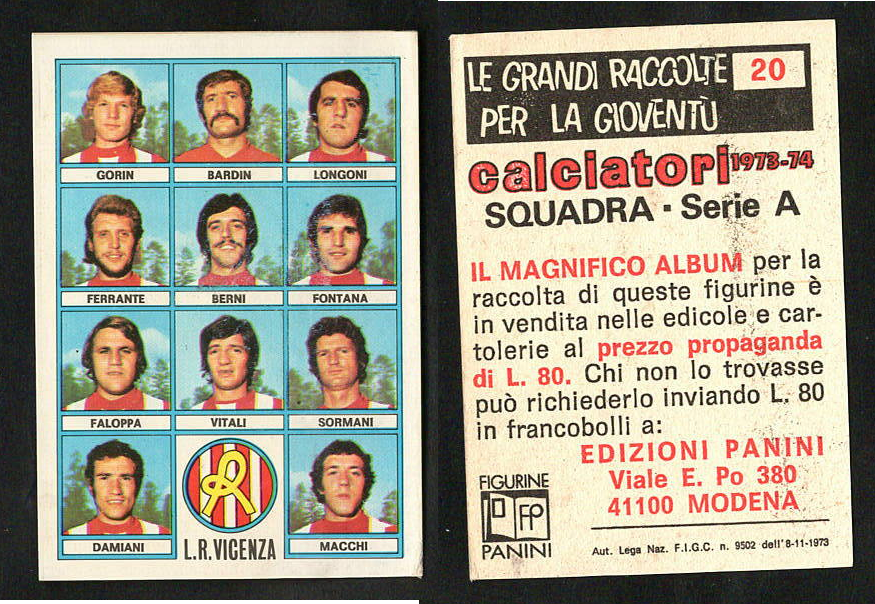 GORIN BARDIN LONGONI
FERRANTE BERNI FONTANA
FALOPPA VITALI SORMANI
DAMIANI L.R.VICENZA MACCHI
LE GRANDI RACCOLTE 20
PER LA GIOVENTÙ
calciatori 1973-74
SQUADRA - Serie A
IL MAGNIFICO ALBUM per la
raccolta di queste figurine è
in vendita nelle edicole e car-
tolerie al prezzo propaganda
di L. 80. Chi non lo trovasse
può richiederlo inviando L. 80
in francobolli a:
EDIZIONI PANINI
Viale E. Po 380
41100 MODENA
FIGURINE
FP
PANINI
Aut. Lega Naz. F.I.G.C. n. 9502 dell'8-11-1973